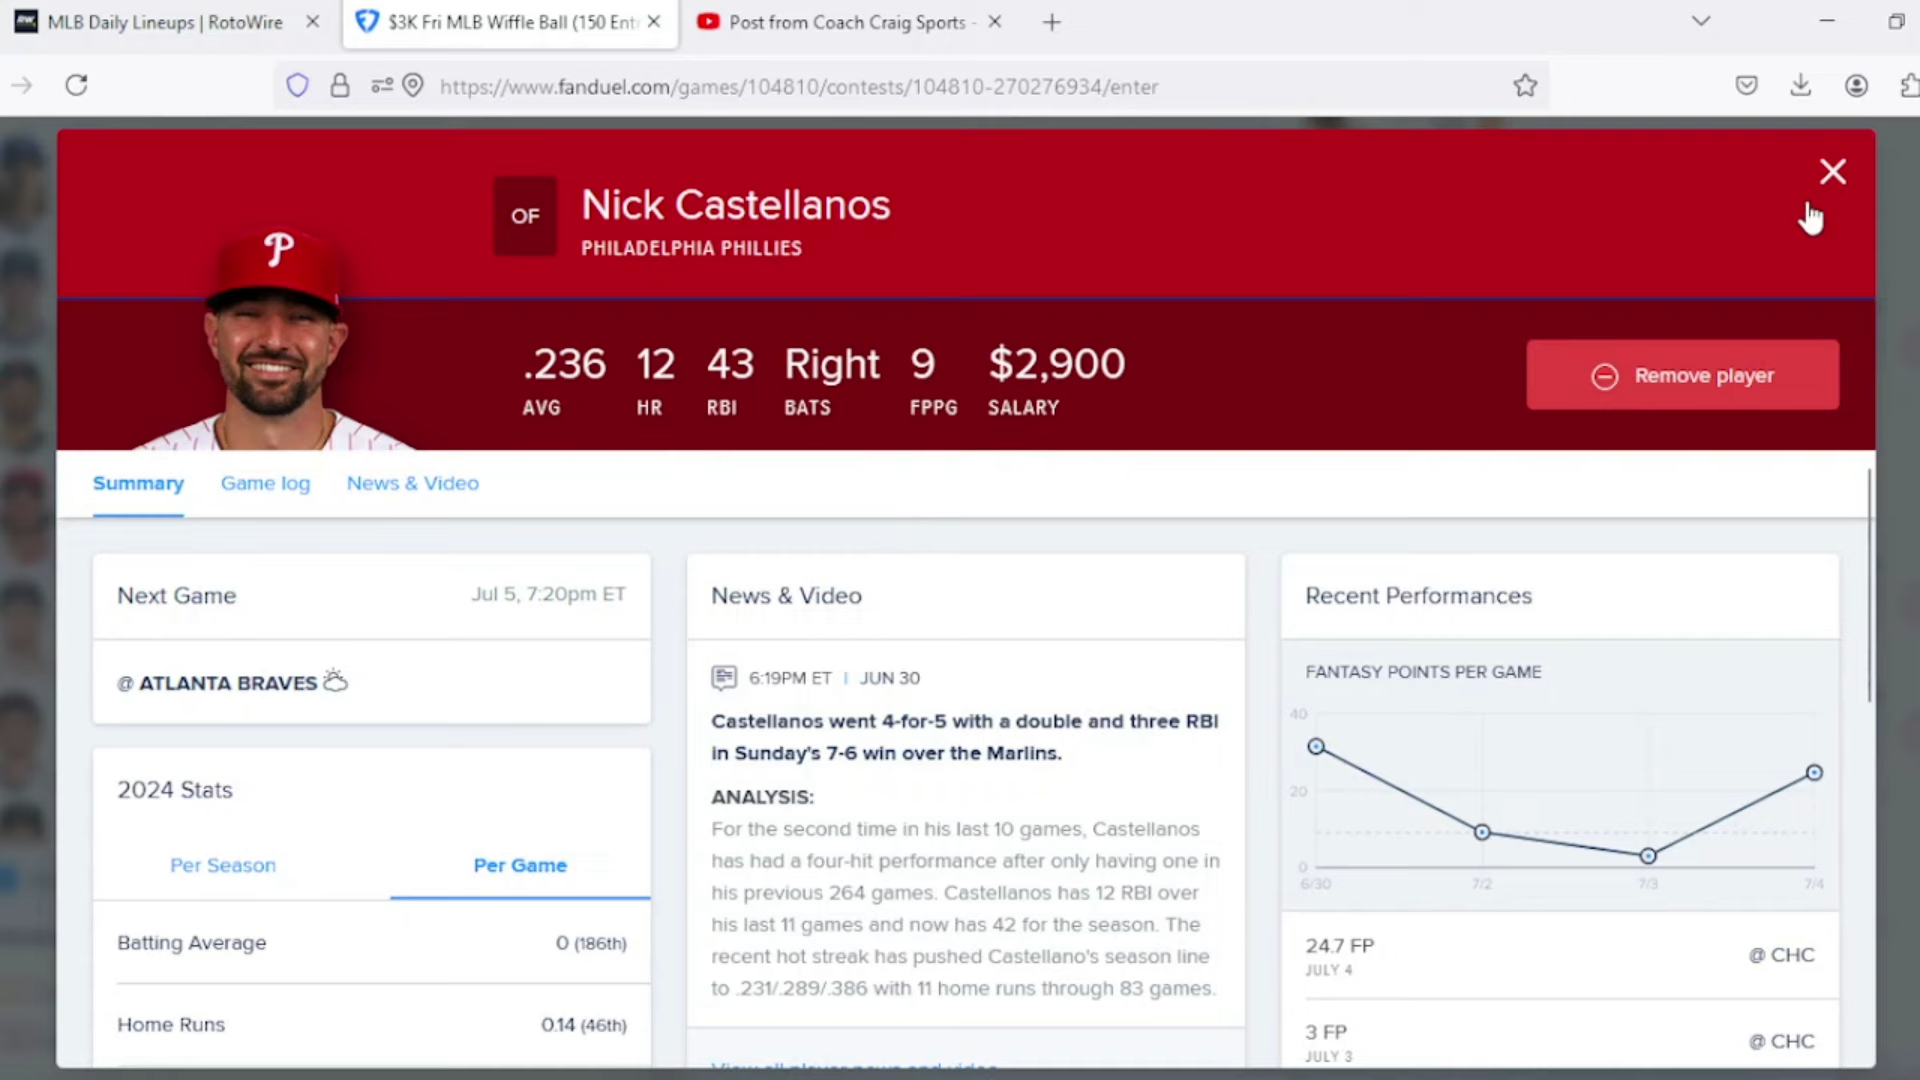 MLB Daily Lineups | RotoWire
$3K Fri MLB Wiffle Ball (150 Ent
Post from Coach Craig Sports -
https://www.fanduel.com/games/104810/contests/104810-270276934/enter
OF
Nick Castellanos
PHILADELPHIA PHILLIES
P
.236 12 43 Right 9 $2,900
AVG HR RBI BATS FPPG SALARY
Remove player
Summary Game log News & Video
Next Game Jul 5, 7:20pm ET
@ ATLANTA BRAVES
2024 Stats
Per Season Per Game
Batting Average 0 (186th)
Home Runs 0.14 (46th)
News & Video
6:19PM ET | JUN 30
Castellanos went 4-for-5 with a double and three RBI
in Sunday's 7-6 win over the Marlins.
ANALYSIS:
For the second time in his last 10 games, Castellanos
has had a four-hit performance after only having one in
his previous 264 games. Castellanos has 12 RBI over
his last 11 games and now has 42 for the season. The
recent hot streak has pushed Castellano's season line
to .231/.289/.386 with 11 home runs through 83 games.
View all player news and video
Recent Performances
FANTASY POINTS PER GAME
40
20
0
6/30 7/2 7/3 7/4
24.7 FP @ CHC
JULY 4
3 FP @ CHC
JULY 3